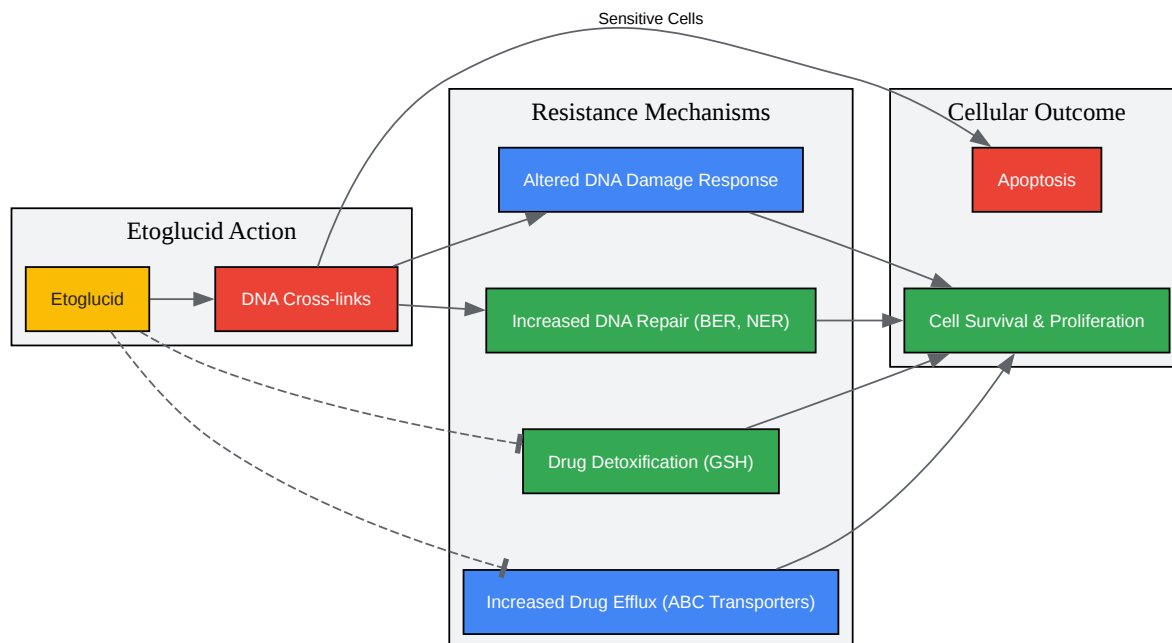 Sensitive Cells
Etoglucid Action
Etoglucid
DNA Cross-links
Resistance Mechanisms
Altered DNA Damage Response
Increased DNA Repair (BER, NER)
Drug Detoxification (GSH)
Increased Drug Efflux (ABC Transporters)
Cellular Outcome
Apoptosis
Cell Survival & Proliferation